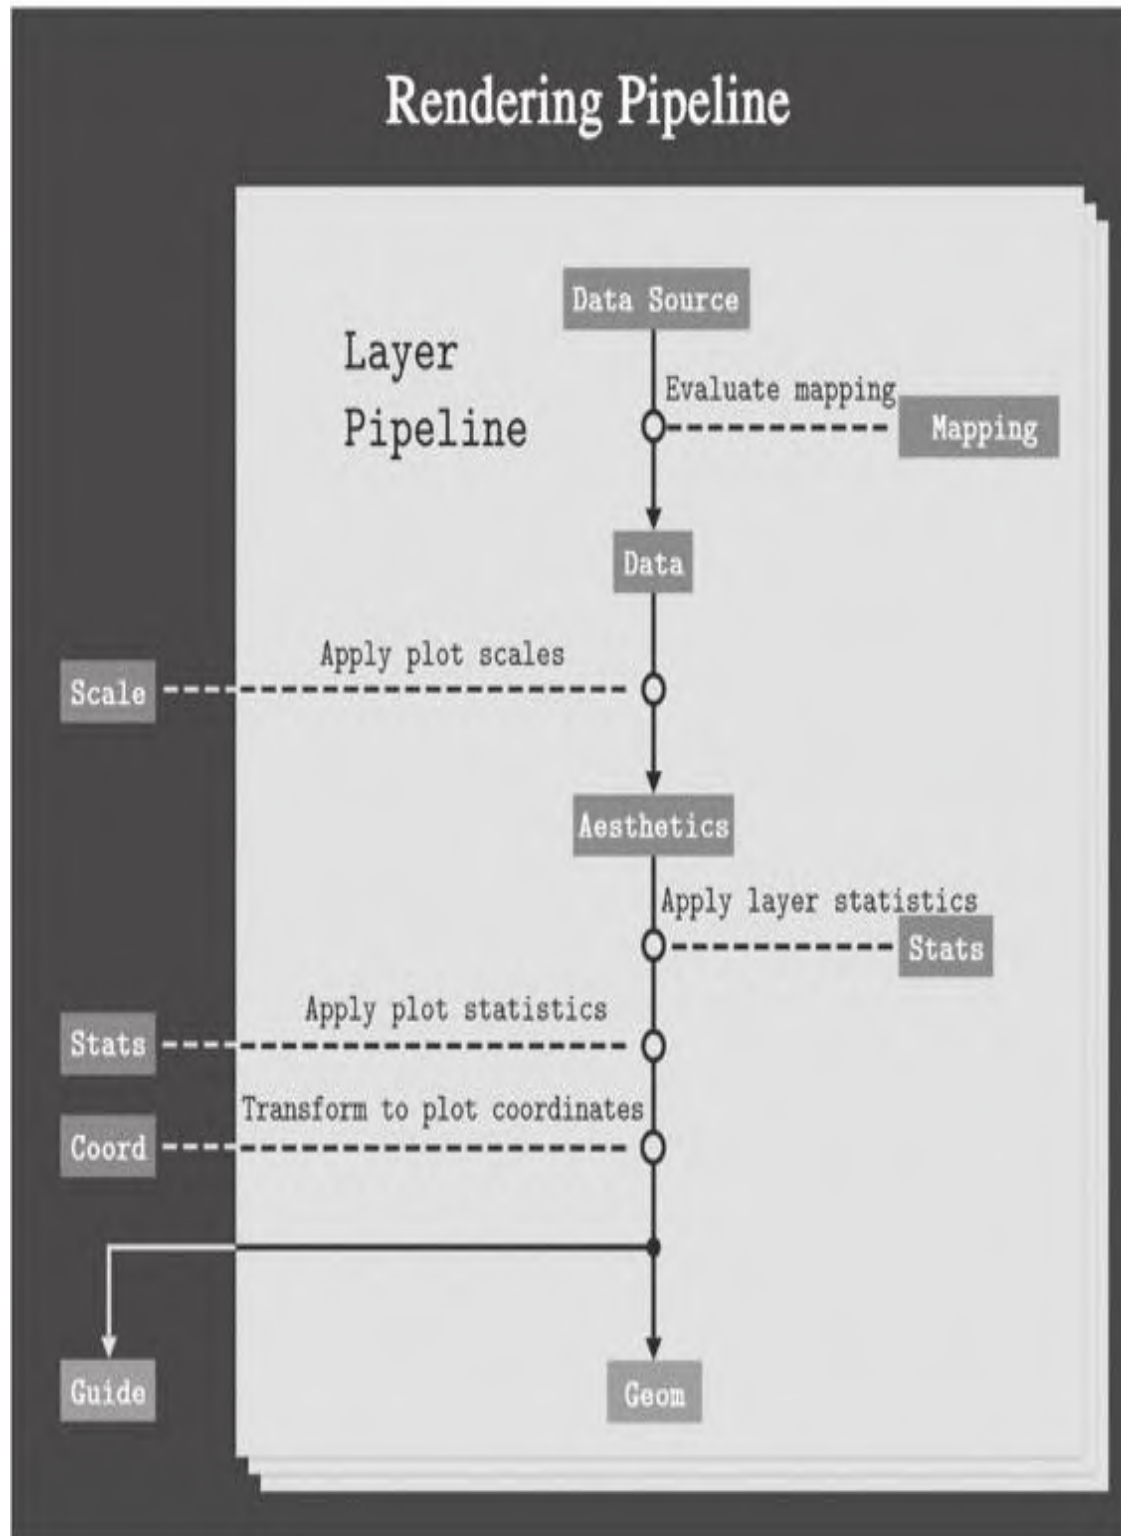 Rendering Pipeline
Data Source
Layer
Pipeline
Evaluate mapping
Mapping
Data
Apply plot scales
Scale
Aesthetics
Apply layer statistics
Stats
Apply plot statistics
Stats
Transform to plot coordinates
Coord
Guide
Geom